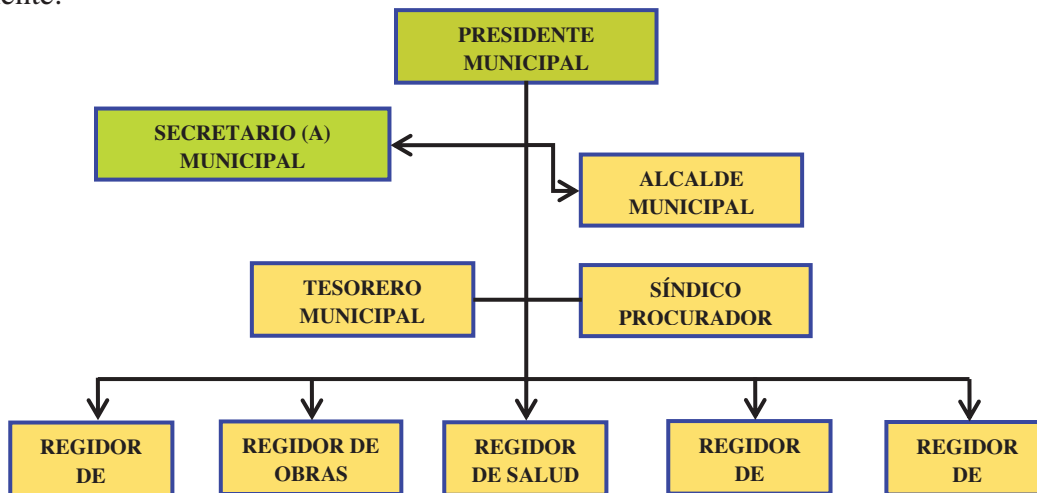 ente.
PRESIDENTE
MUNICIPAL
SECRETARIO (A)
MUNICIPAL
ALCALDE
MUNICIPAL
TESORERO
MUNICIPAL
SÍNDICO
PROCURADOR
REGIDOR
DE
REGIDOR DE
OBRAS
REGIDOR
DE SALUD
REGIDOR
DE
REGIDOR
DE